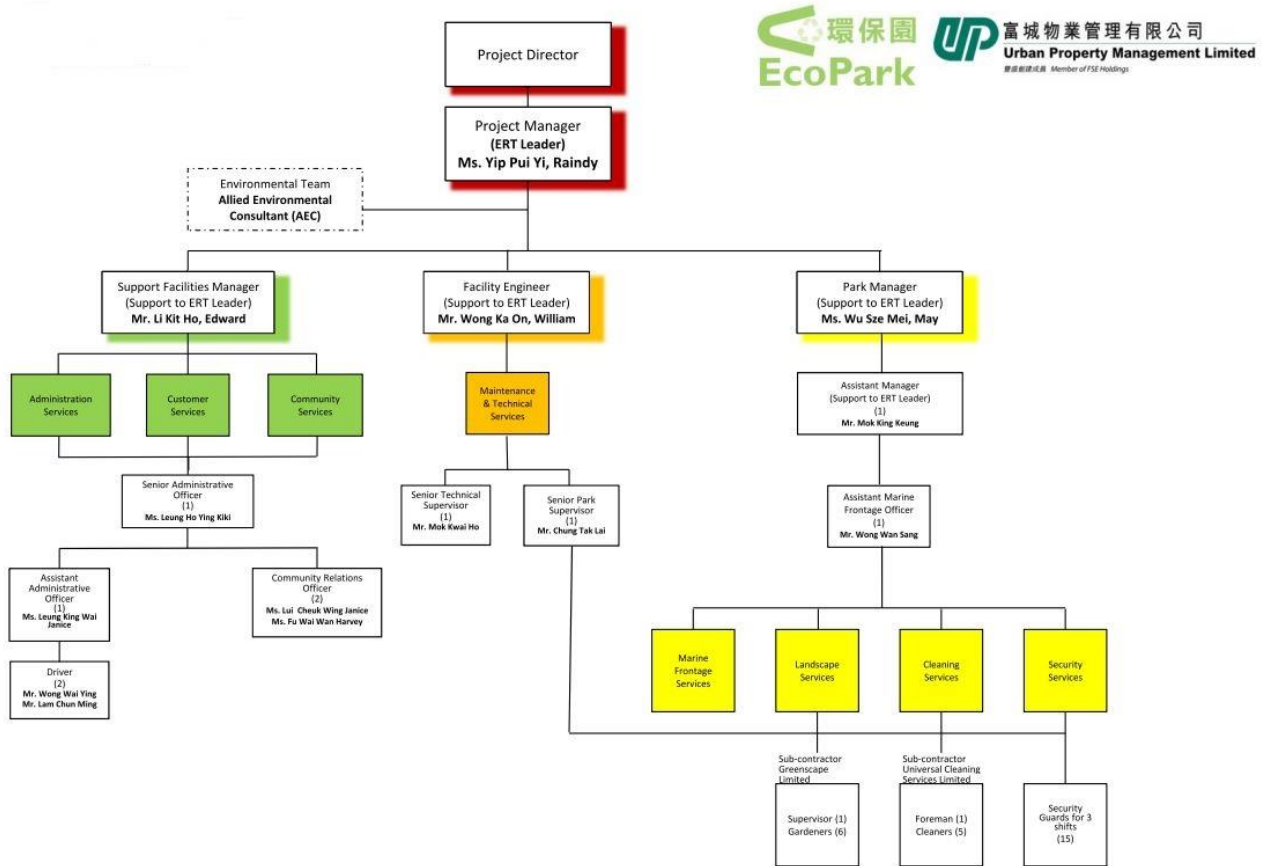 環保園
EcoPark
UP
富城物業管理有限公司
Urban Property Management Limited
豐盛創建成員 Member of FSE Holdings
Project Director
Project Manager
(ERT Leader)
Ms. Yip Pui Yi, Raindy
Environmental Team
Allied Environmental
Consultant (AEC)
Support Facilities Manager
(Support to ERT Leader)
Mr. Li Kit Ho, Edward
Facility Engineer
(Support to ERT Leader)
Mr. Wong Ka On, William
Park Manager
(Support to ERT Leader)
Ms. Wu Sze Mei, May
Administration
Services
Customer
Services
Community
Services
Maintenance
& Technical
Services
Assistant Manager
(Support to ERT Leader)
(1)
Mr. Mok King Keung
Senior Administrative
Officer
(1)
Ms. Leung Ho Ying Kiki
Senior Technical
Supervisor
(1)
Mr. Mok Kwai Ho
Senior Park
Supervisor
(1)
Mr. Chung Tak Lai
Assistant Marine
Frontage Officer
(1)
Mr. Wong Wan Sang
Assistant
Administrative
Officer
(1)
Ms. Leung King Wai
Janice
Community Relations
Officer
(2)
Ms. Lui Cheuk Wing Janice
Ms. Fu Wai Wan Harvey
Driver
(2)
Mr. Wong Wai Ying
Mr. Lam Chun Ming
Marine
Frontage
Services
Landscape
Services
Cleaning
Services
Security
Services
Sub-contractor
Greenscape
Limited
Sub-contractor
Universal Cleaning
Services Limited
Supervisor (1)
Gardeners (6)
Foreman (1)
Cleaners (5)
Security
Guards for 3
shifts
(15)